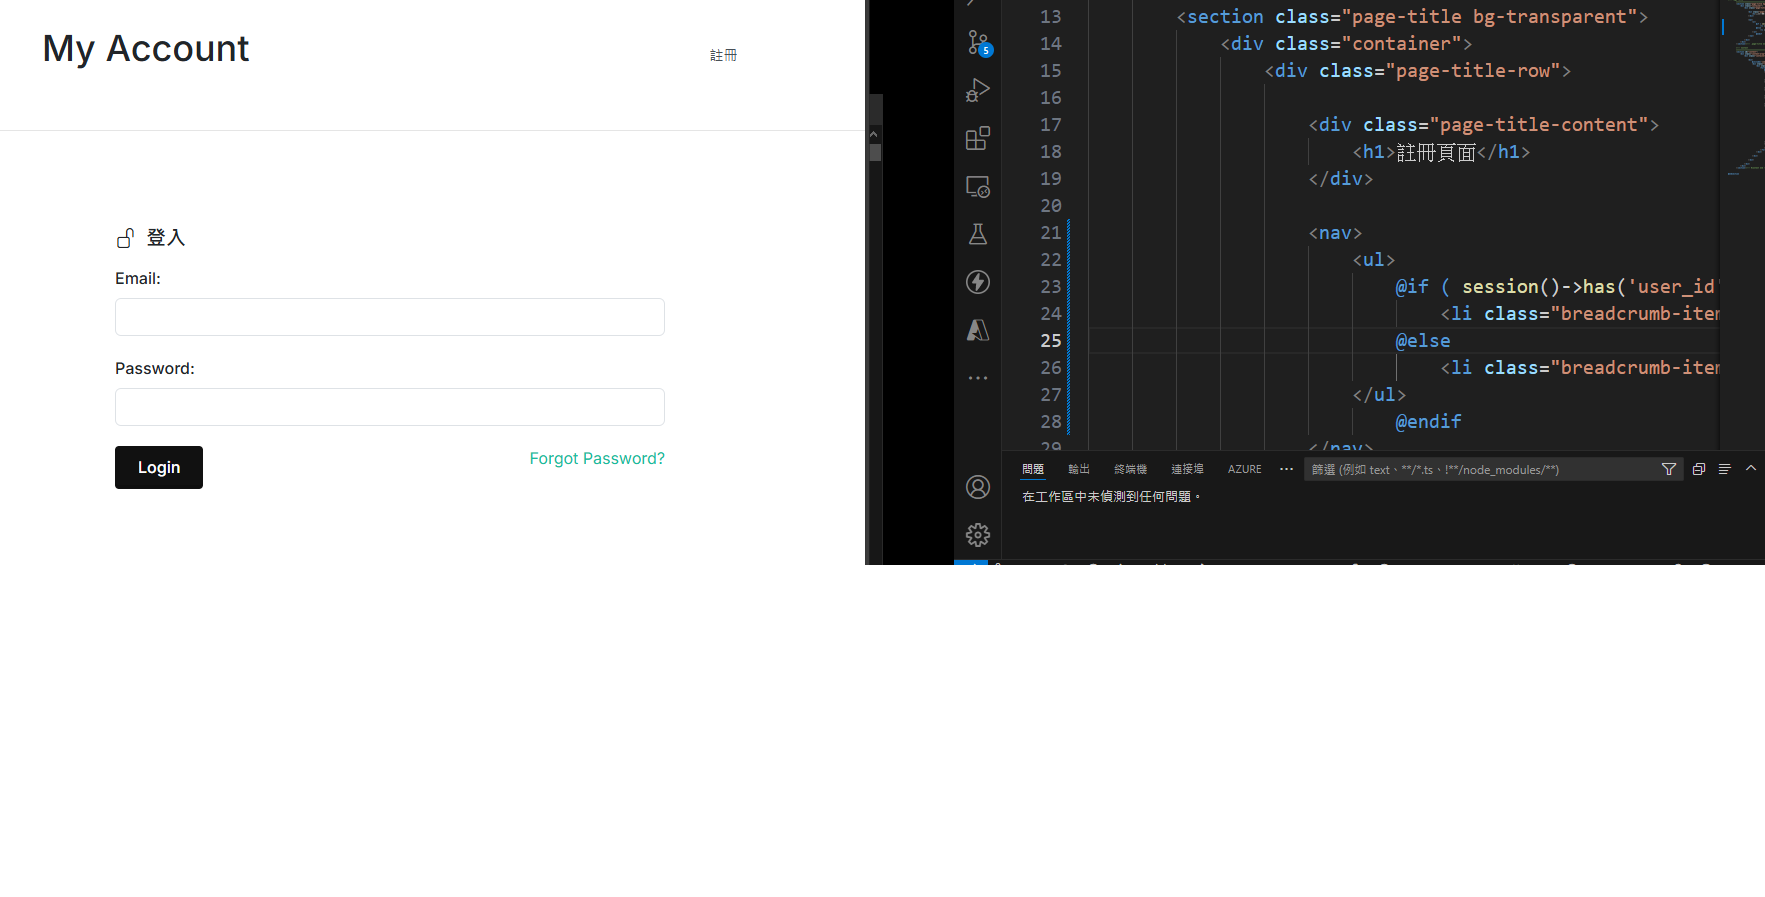 My Account
註冊
登入
Email:
Password:
Login
Forgot Password?
5
13 <section class="page-title bg-transparent">
14 <div class="container">
15 <div class="page-title-row">
16
17 <div class="page-title-content">
18 <h1>註冊頁面</h1>
19 </div>
20
21 <nav>
22 <ul>
23 @if ( session()->has('user_id'
24 <li class="breadcrumb-item
25 @else
26 <li class="breadcrumb-item
27 </ul>
28 @endif
29 </nav>
問題 輸出 終端機 連接埠 AZURE ··· 篩選 (例如 text、**/*.ts、!**/node_modules/**)
在工作區中未偵測到任何問題。